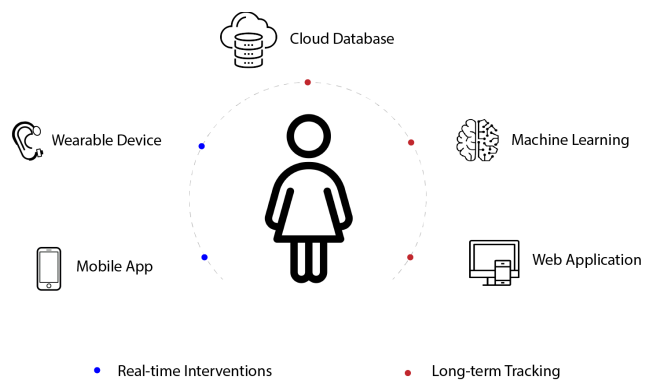 Cloud Database
Wearable Device
Machine Learning
Mobile App
Web Application
Real-time Interventions
Long-term Tracking